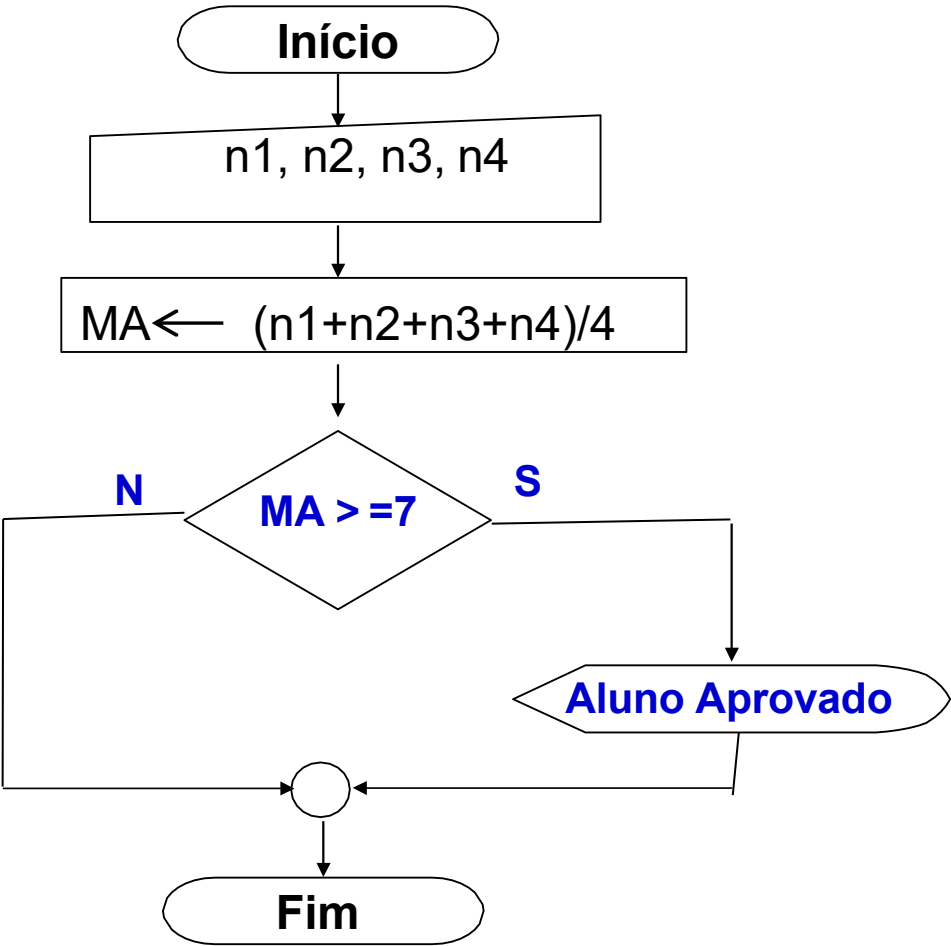 Início
n1, n2, n3, n4
MA← (n1+n2+n3+n4)/4
N
MA > =7
S
Aluno Aprovado
Fim